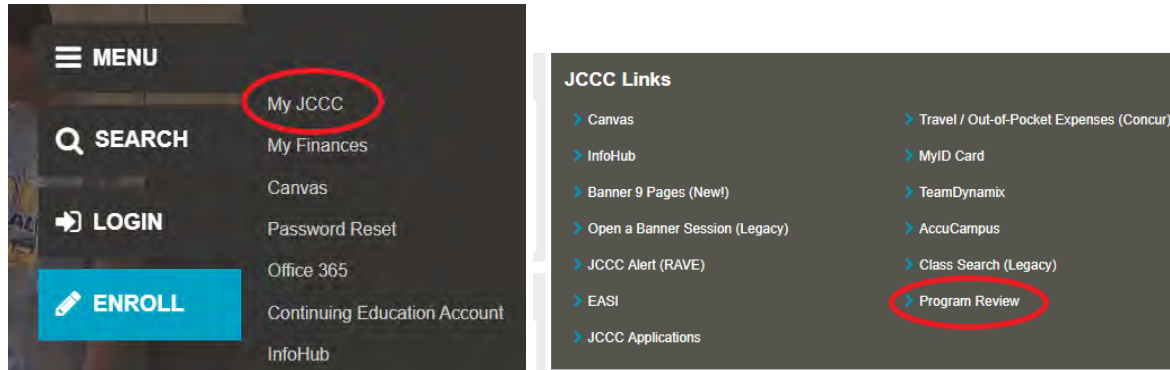 MENU
SEARCH
LOGIN
ENROLL
My JCCC
My Finances
Canvas
Password Reset
Office 365
Continuing Education Account
InfoHub
JCCC Links
Canvas
InfoHub
Banner 9 Pages (New!)
Open a Banner Session (Legacy)
JCCC Alert (RAVE)
EASI
JCCC Applications
Travel / Out-of-Pocket Expenses (Concur)
MyID Card
TeamDynamix
AccuCampus
Class Search (Legacy)
Program Review